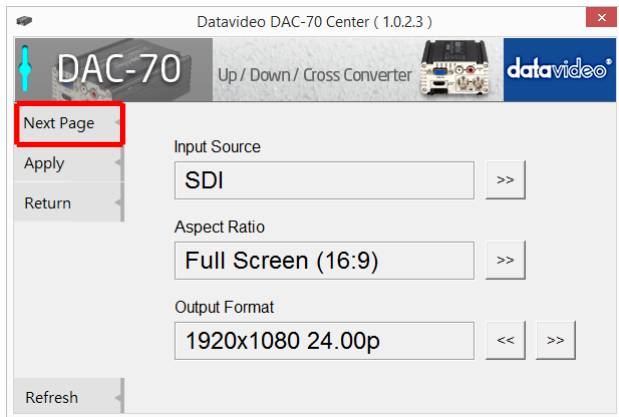 Datavideo DAC-70 Center ( 1.0.2.3 )
×
DAC-70
Up / Down / Cross Converter
datavideo
Next Page
Apply
Return
Input Source
SDI
>>
Aspect Ratio
Full Screen (16:9)
>>
Output Format
1920x1080 24.00p
<< >>
Refresh